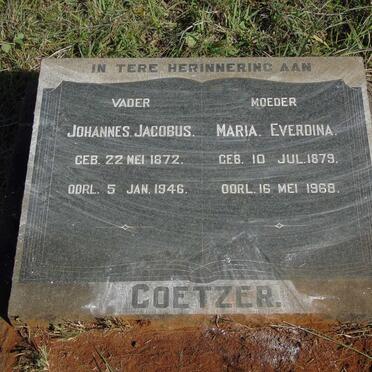 IN TERE HERINNERING AAN
VADER
JOHANNES. JACOBUS.
GEB. 22 MEI 1872.
OORL. 5 JAN. 1946.
MOEDER
MARIA. EVERDINA.
GEB. 10 JUL. 1879.
OORL. 16 MEI 1968.
COETZER.